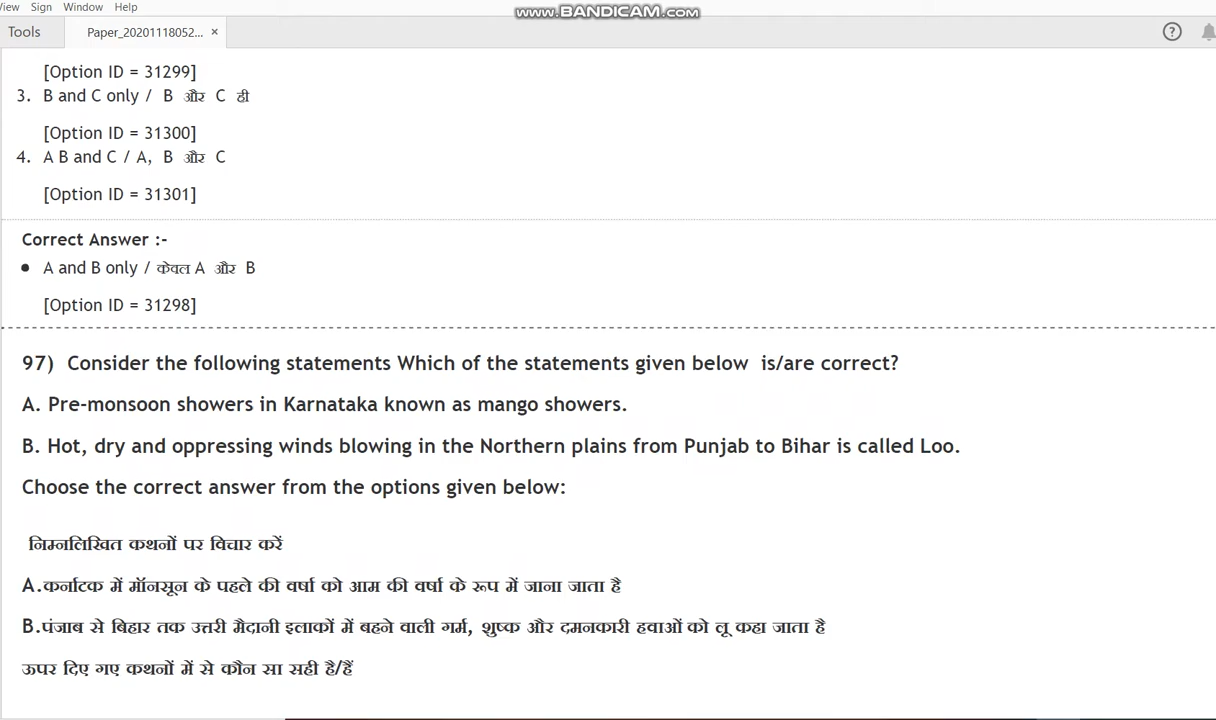 View Sign Window Help
www.BANDICAM.com
Tools Paper_20201118052... × ?
[Option ID = 31299]
3. B and C only / B और C ही
[Option ID = 31300]
4. A B and C / A, B और C
[Option ID = 31301]
Correct Answer :-
• A and B only / केवल A और B
[Option ID = 31298]
97) Consider the following statements Which of the statements given below is/are correct?
A. Pre-monsoon showers in Karnataka known as mango showers.
B. Hot, dry and oppressing winds blowing in the Northern plains from Punjab to Bihar is called Loo.
Choose the correct answer from the options given below:
निम्नलिखित कथनों पर विचार करें
A.कर्नाटक में मॉनसून के पहले की वर्षा को आम की वर्षा के रूप में जाना जाता है
B.पंजाब से बिहार तक उत्तरी मैदानी इलाकों में बहने वाली गर्म, शुष्क और दमनकारी हवाओं को लू कहा जाता है
ऊपर दिए गए कथनों में से कौन सा सही है/हैं